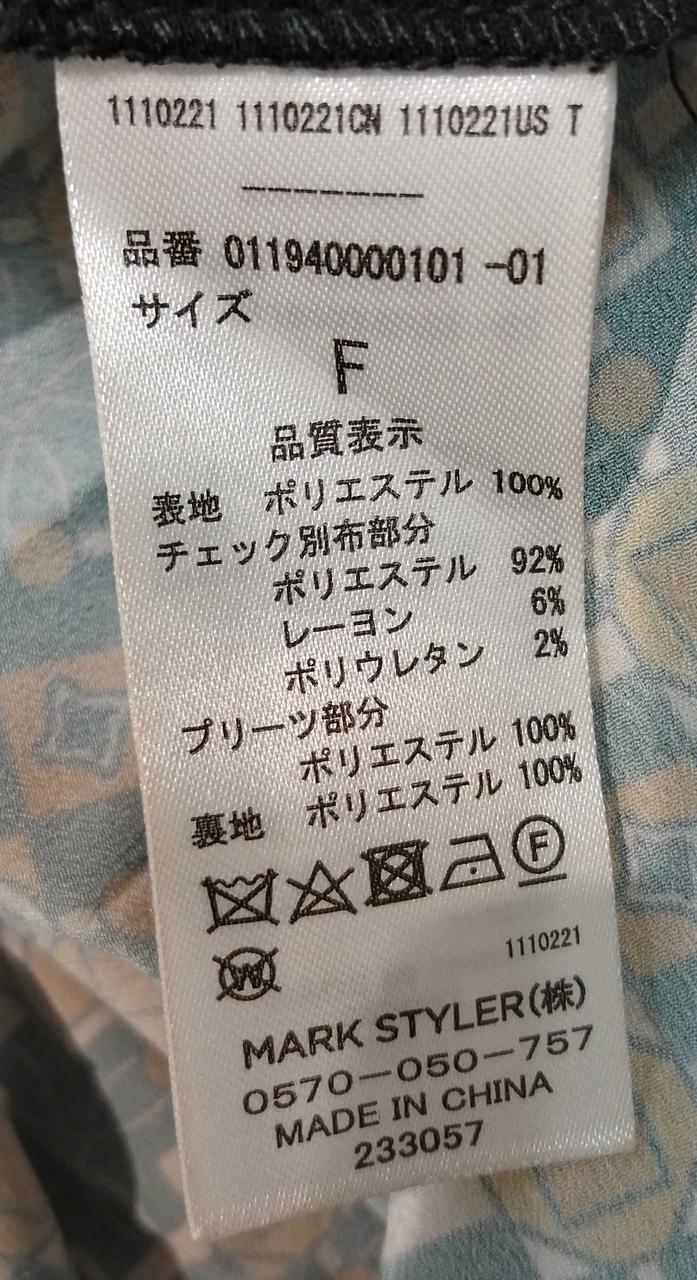 1110221 1110221CN 1110221US T
-------
品番 011940000101 -01
サイズ
F
品質表示
表地 ポリエステル 100%
チェック別布部分
ポリエステル 92%
レーヨン 6%
ポリウレタン 2%
プリーツ部分
ポリエステル 100%
裏地 ポリエステル 100%
F
W
1110221
MARK STYLER(株)
0570-050-757
MADE IN CHINA
233057